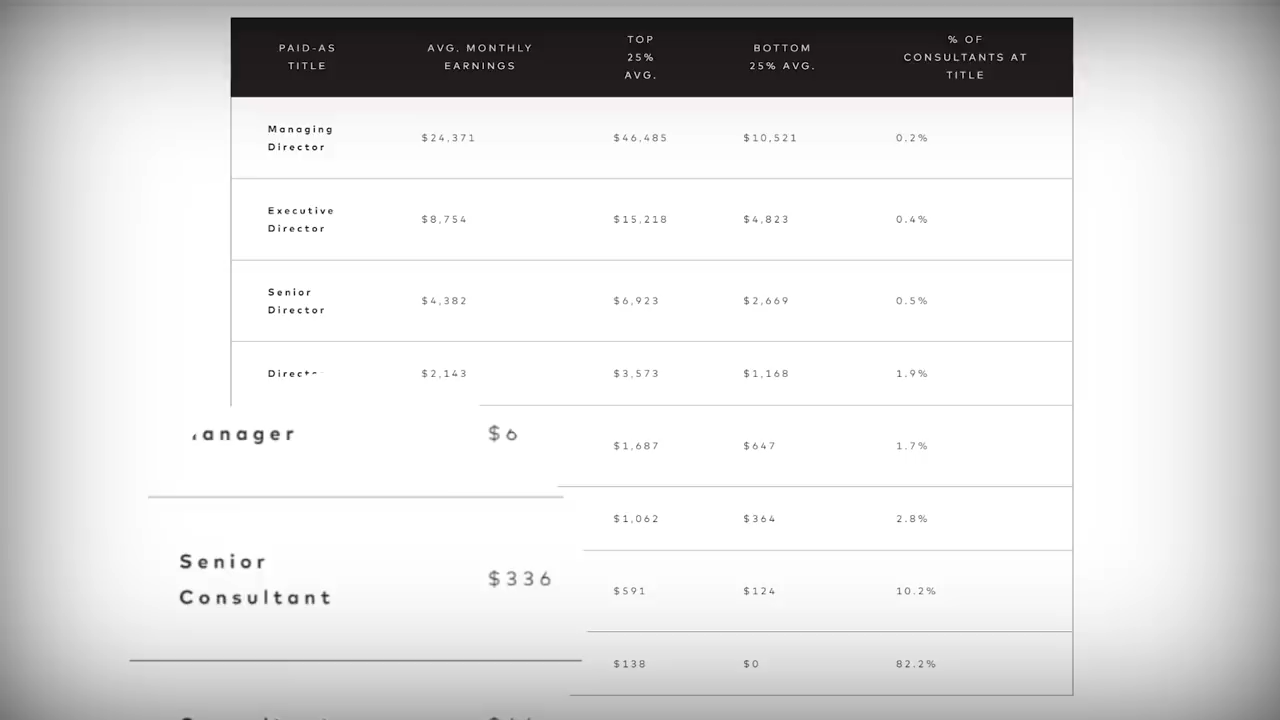 PAID-AS TITLE AVG. MONTHLY EARNINGS TOP 25% AVG. BOTTOM 25% AVG. % OF CONSULTANTS AT TITLE
Managing Director $24,371 $46,485 $10,521 0.2%
Executive Director $8,754 $15,218 $4,823 0.4%
Senior Director $4,382 $6,923 $2,669 0.5%
$2,143 $3,573 $1,168 1.9%
$1,687 $647 1.7%
$1,062 $364 2.8%
Senior Consultant $336 $591 $124 10.2%
$138 $0 82.2%